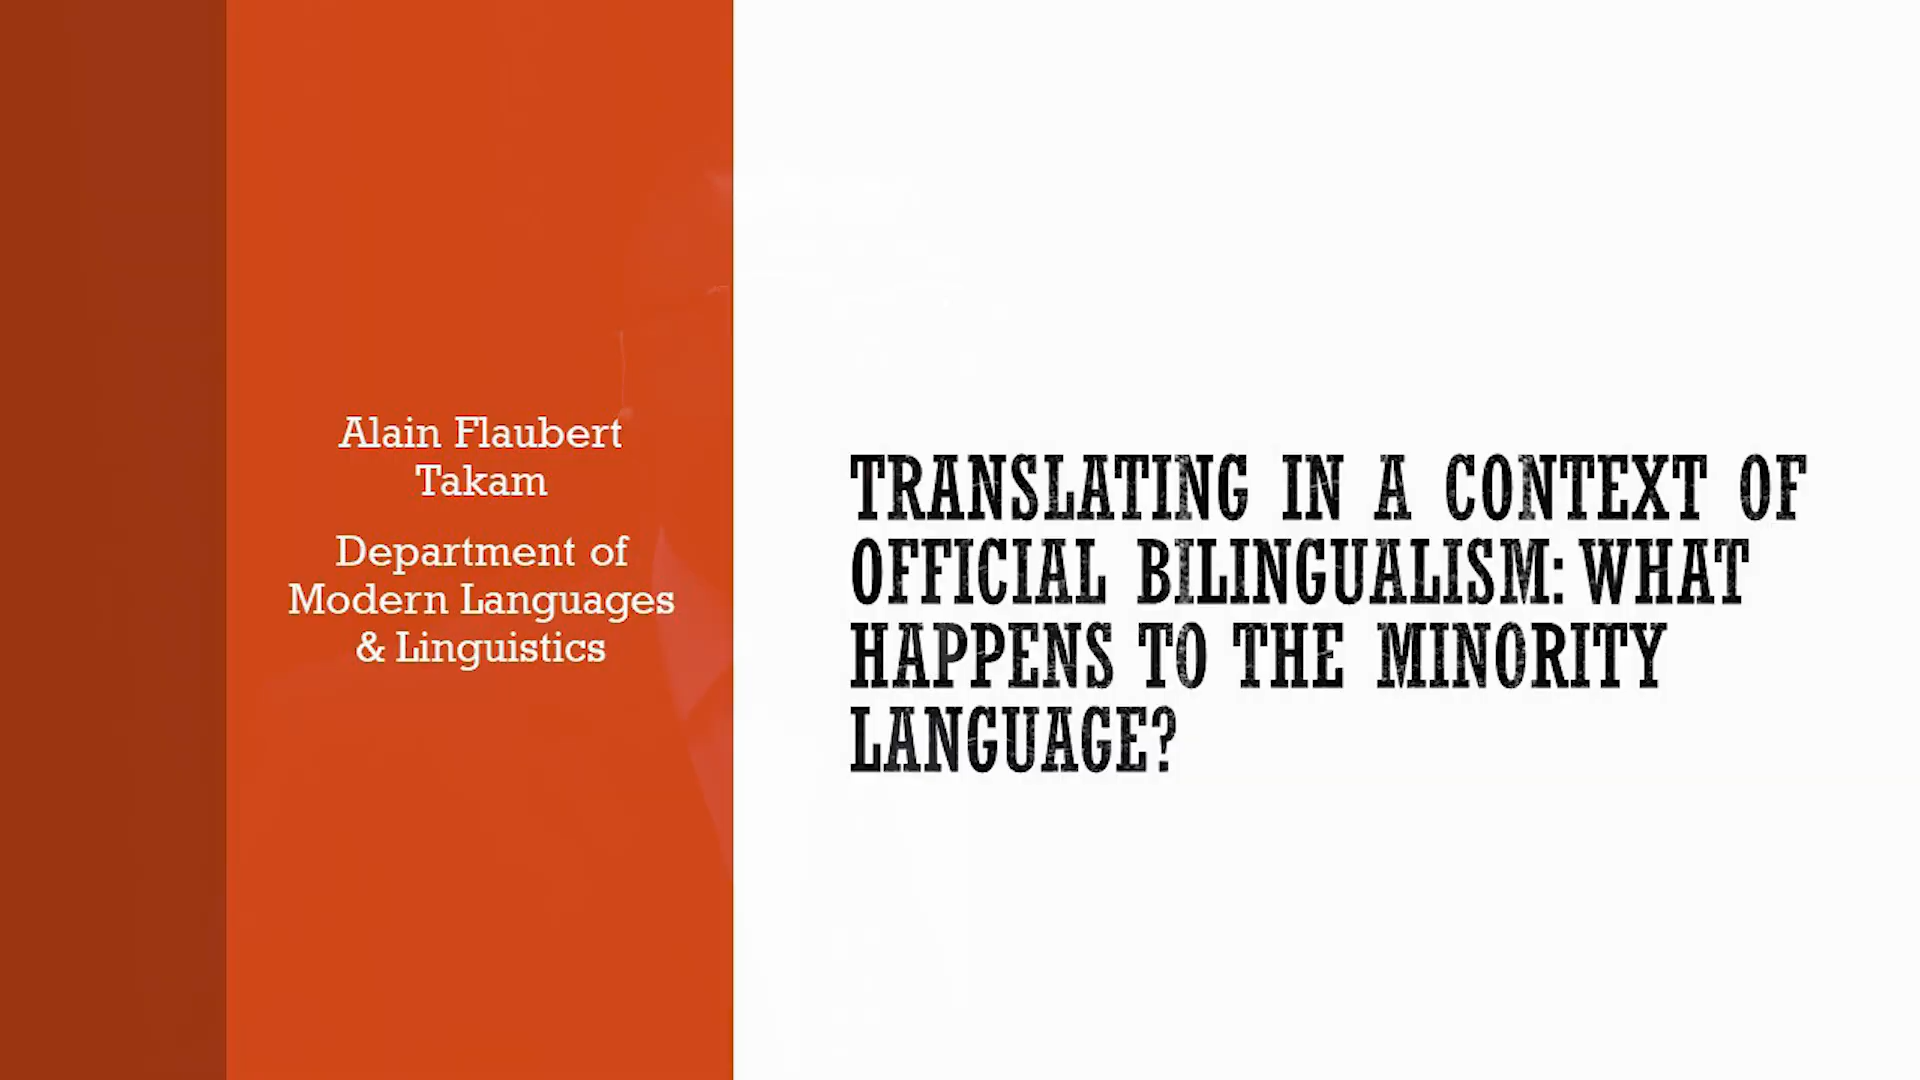 Alain Flaubert
Takam
Department of
Modern Languages
& Linguistics
TRANSLATING IN A CONTEXT OF
OFFICIAL BILINGUALISM: WHAT
HAPPENS TO THE MINORITY
LANGUAGE?